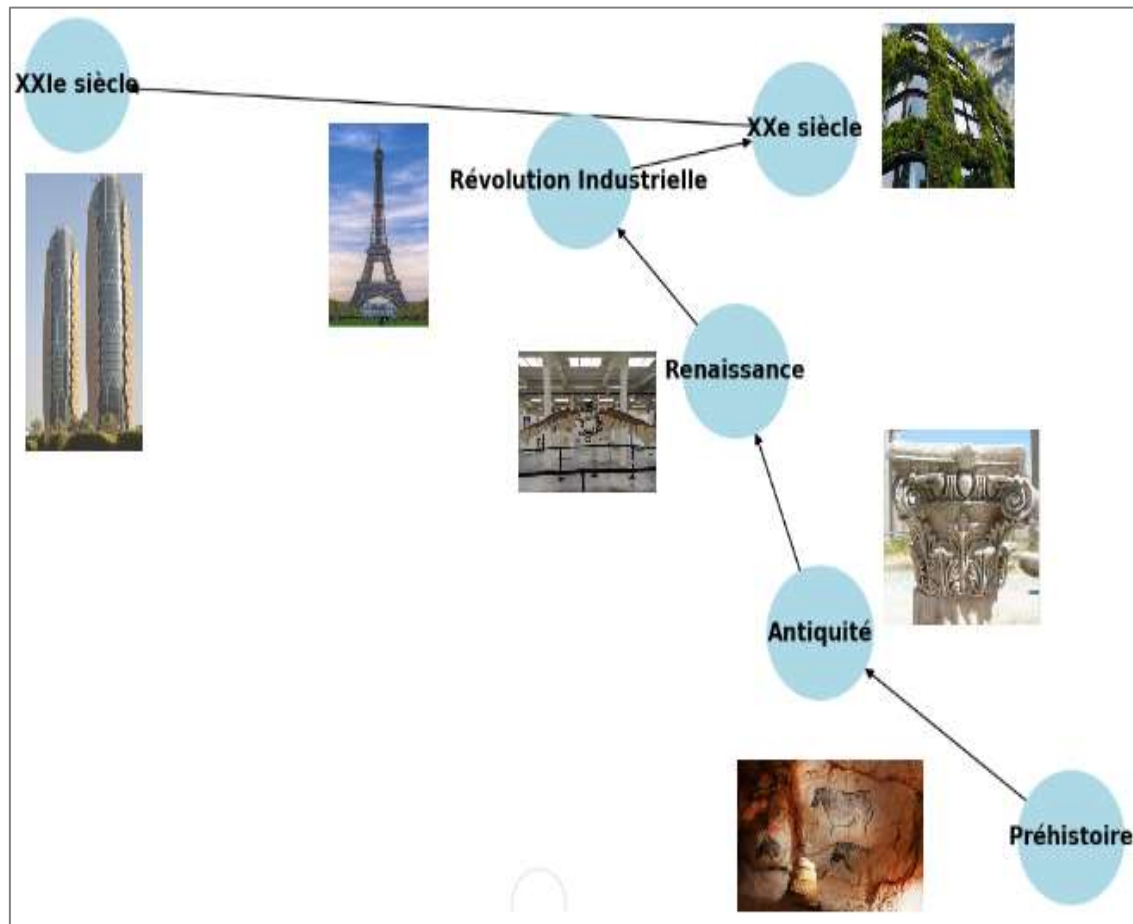 XXIe siècle
XXe siècle
Révolution Industrielle
Renaissance
Antiquité
Préhistoire